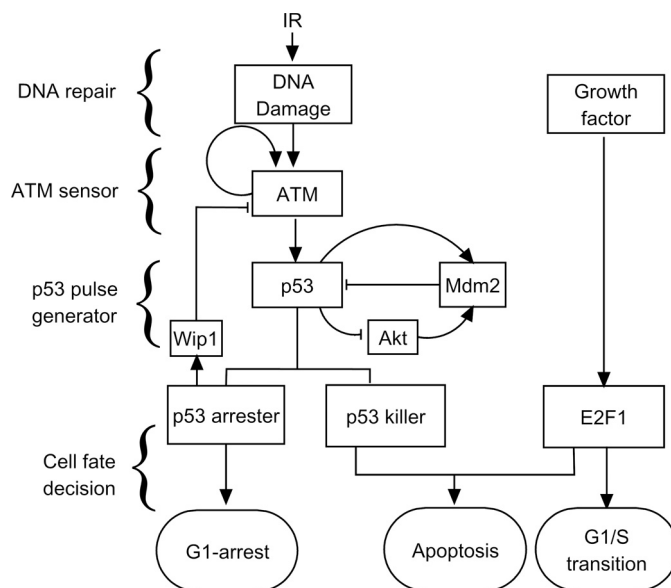 IR
DNA repair
DNA
Damage
Growth
factor
ATM sensor
ATM
p53 pulse
generator
p53
Mdm2
Wip1
Akt
p53 arrester
p53 killer
E2F1
Cell fate
decision
G1-arrest
Apoptosis
G1/S
transition